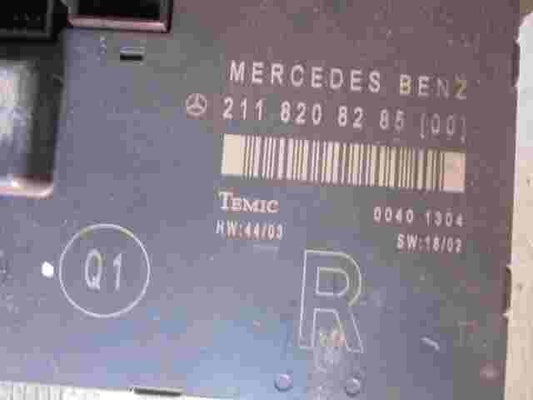 MERCEDES BENZ
211 820 82 85 [00]
TEMIC
0040 1304
HW:44/03
SW:18/02
Q1
R